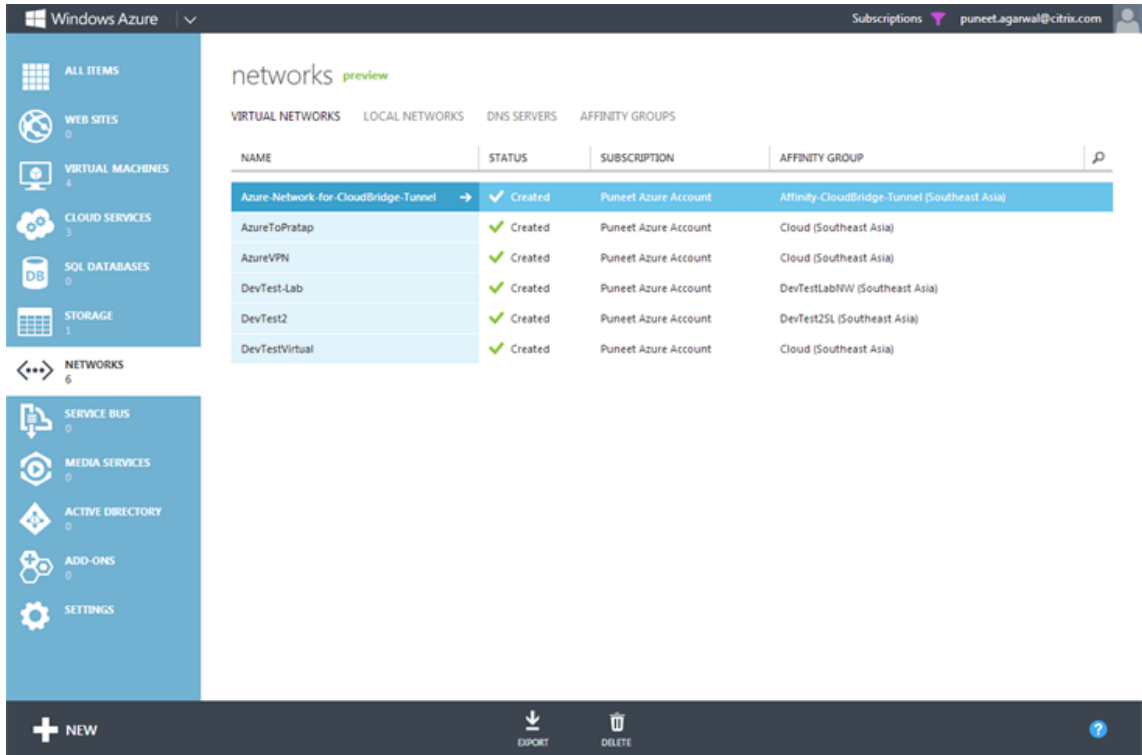 Windows Azure
Subscriptions puneet.agarwal@citrix.com
ALL ITEMS
WEB SITES
0
VIRTUAL MACHINES
4
CLOUD SERVICES
3
SQL DATABASES
0
DB
STORAGE
1
NETWORKS
6
SERVICE BUS
0
MEDIA SERVICES
0
ACTIVE DIRECTORY
0
ADD-ONS
0
SETTINGS
networks preview
VIRTUAL NETWORKS LOCAL NETWORKS DNS SERVERS AFFINITY GROUPS
NAME STATUS SUBSCRIPTION AFFINITY GROUP
Azure-Network-for-CloudBridge-Tunnel Created Puneet Azure Account Affinity-CloudBridge-Tunnel (Southeast Asia)
AzureToPratap Created Puneet Azure Account Cloud (Southeast Asia)
AzureVPN Created Puneet Azure Account Cloud (Southeast Asia)
DevTest-Lab Created Puneet Azure Account DevTestLabNW (Southeast Asia)
DevTest2 Created Puneet Azure Account DevTest2SL (Southeast Asia)
DevTestVirtual Created Puneet Azure Account Cloud (Southeast Asia)
NEW
EXPORT
DELETE
?